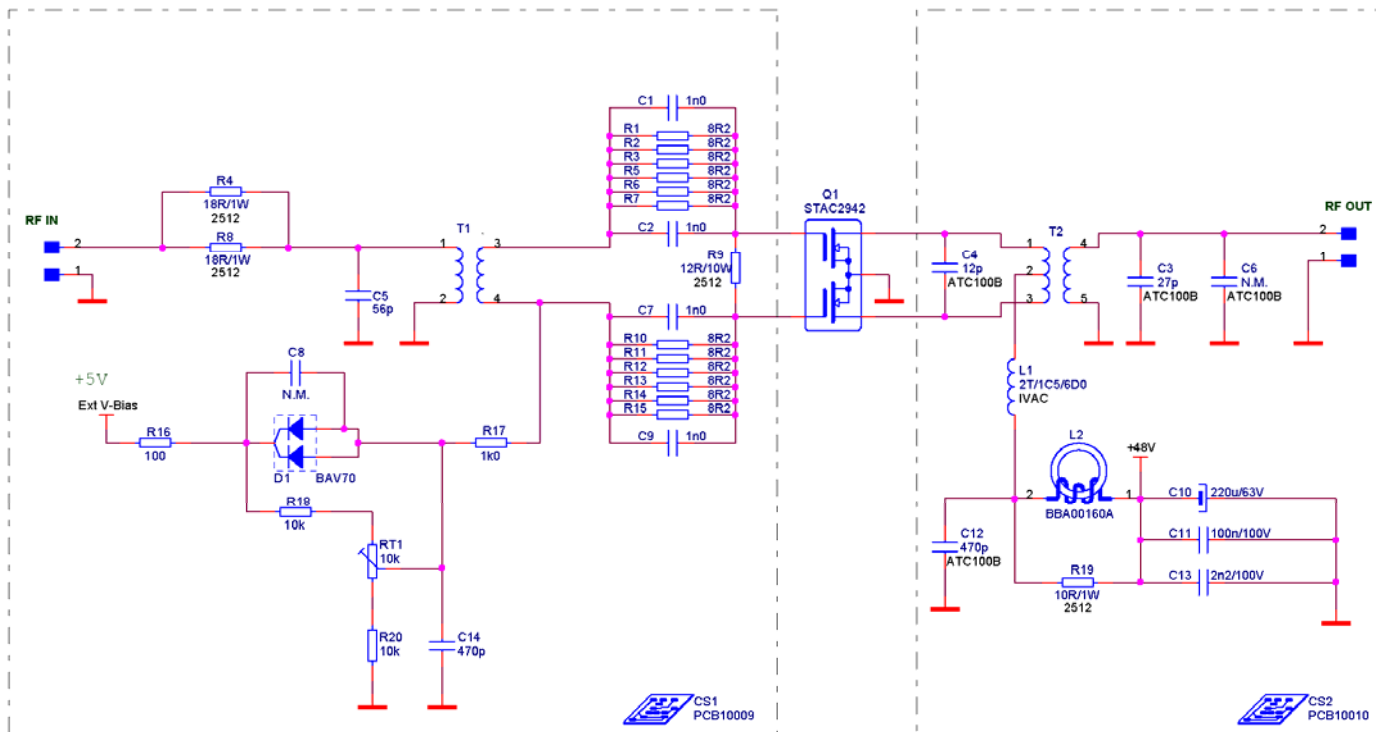 C1 1n0
R1 8R2
R2 8R2
R3 8R2
R5 8R2
R6 8R2
R7 8R2
C2 1n0
R4
18R/1W
2512
RF IN
2
1
R8
18R/1W
2512
C5
56p
T1
1 3
2 4
R9
12R/10W
2512
C7 1n0
R10 8R2
R11 8R2
R12 8R2
R13 8R2
R14 8R2
R15 8R2
C9 1n0
Q1
STAC2942
C4
12p
ATC100B
T2
1 4
2
3 5
C3
27p
ATC100B
C6
N.M.
ATC100B
RF OUT
2
1
+5V
Ext V-Bias
R16
100
C8
N.M.
D1 BAV70
R17
1k0
R18
10k
RT1
10k
R20
10k
C14
470p
L1
2T/1C5/6D0
IVAC
L2
2 1
BBA00160A
+48V
C10 220u/63V
C11 100n/100V
C13 2n2/100V
C12
470p
ATC100B
R19
10R/1W
2512
CS1
PCB10009
CS2
PCB10010